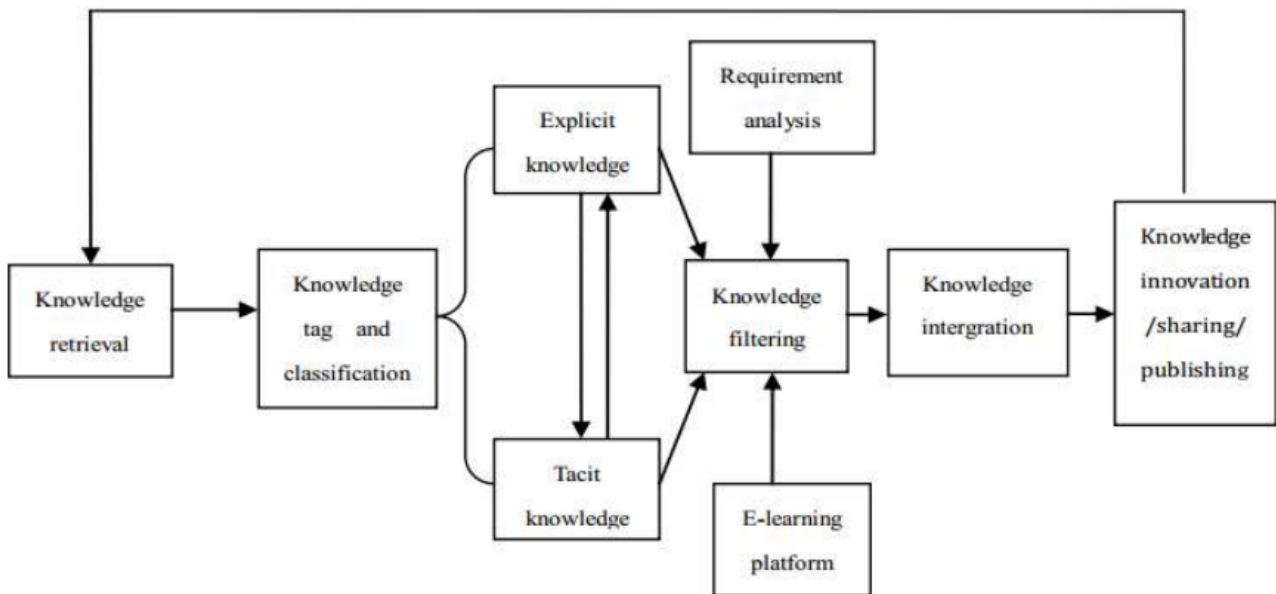 Requirement
analysis
Explicit
knowledge
Knowledge
retrieval
Knowledge
tag and
classification
Knowledge
filtering
Knowledge
intergration
Knowledge
innovation
/sharing/
publishing
Tacit
knowledge
E-learning
platform